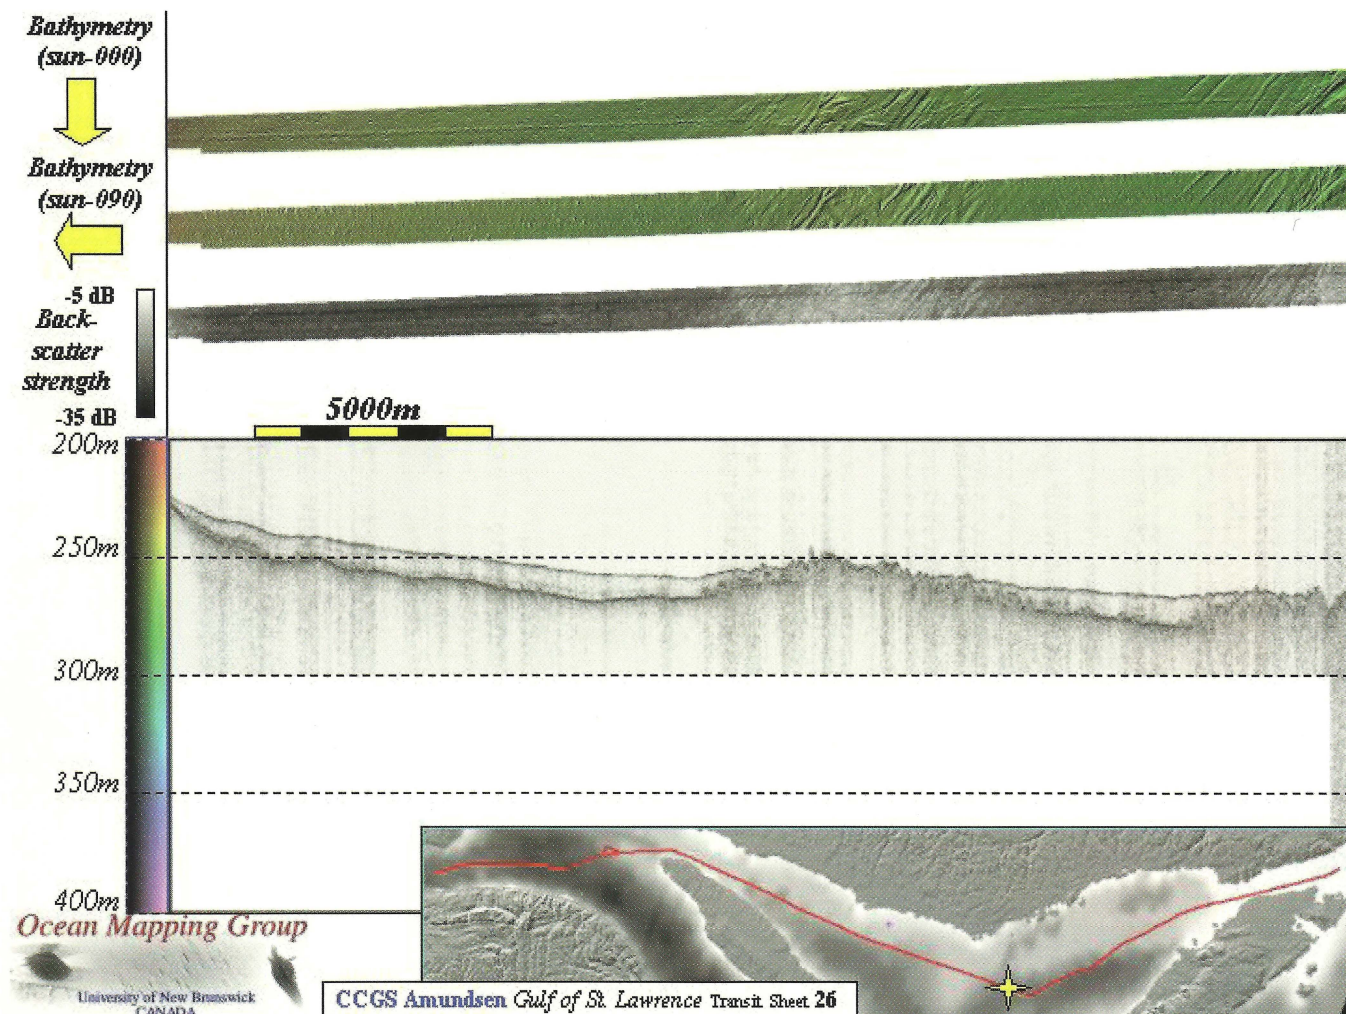 Bathymetry
(sun-000)
Bathymetry
(sun-090)
-5 dB
Back-
scatter
strength
-35 dB
5000m
200m
250m
300m
350m
400m
Ocean Mapping Group
University of New Brunswick
CANADA
CCGS Amundsen Gulf of St. Lawrence Transit Sheet 26